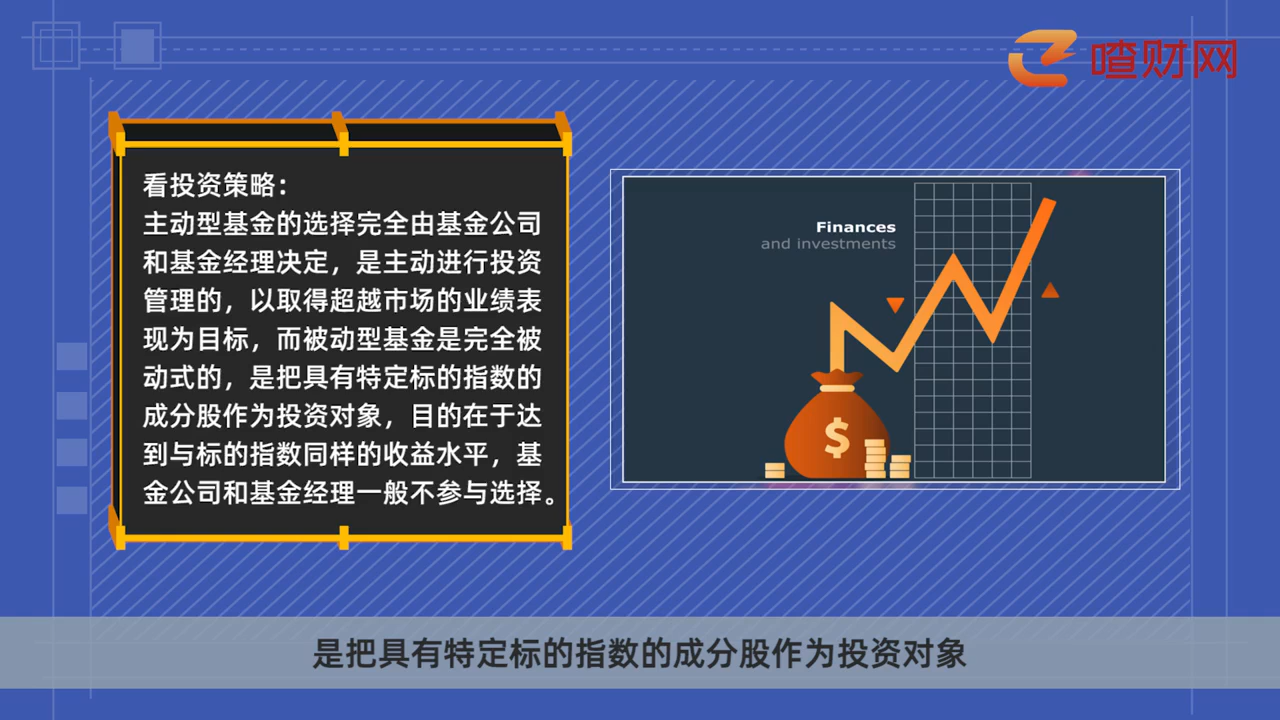 喳财网
看投资策略：
主动型基金的选择完全由基金公司
和基金经理决定，是主动进行投资
管理的，以取得超越市场的业绩表
现为目标，而被动型基金是完全被
动式的，是把具有特定标的指数的
成分股作为投资对象，目的在于达
到与标的指数同样的收益水平，基
金公司和基金经理一般不参与选择。
Finances
and investments
$
是把具有特定标的指数的成分股作为投资对象